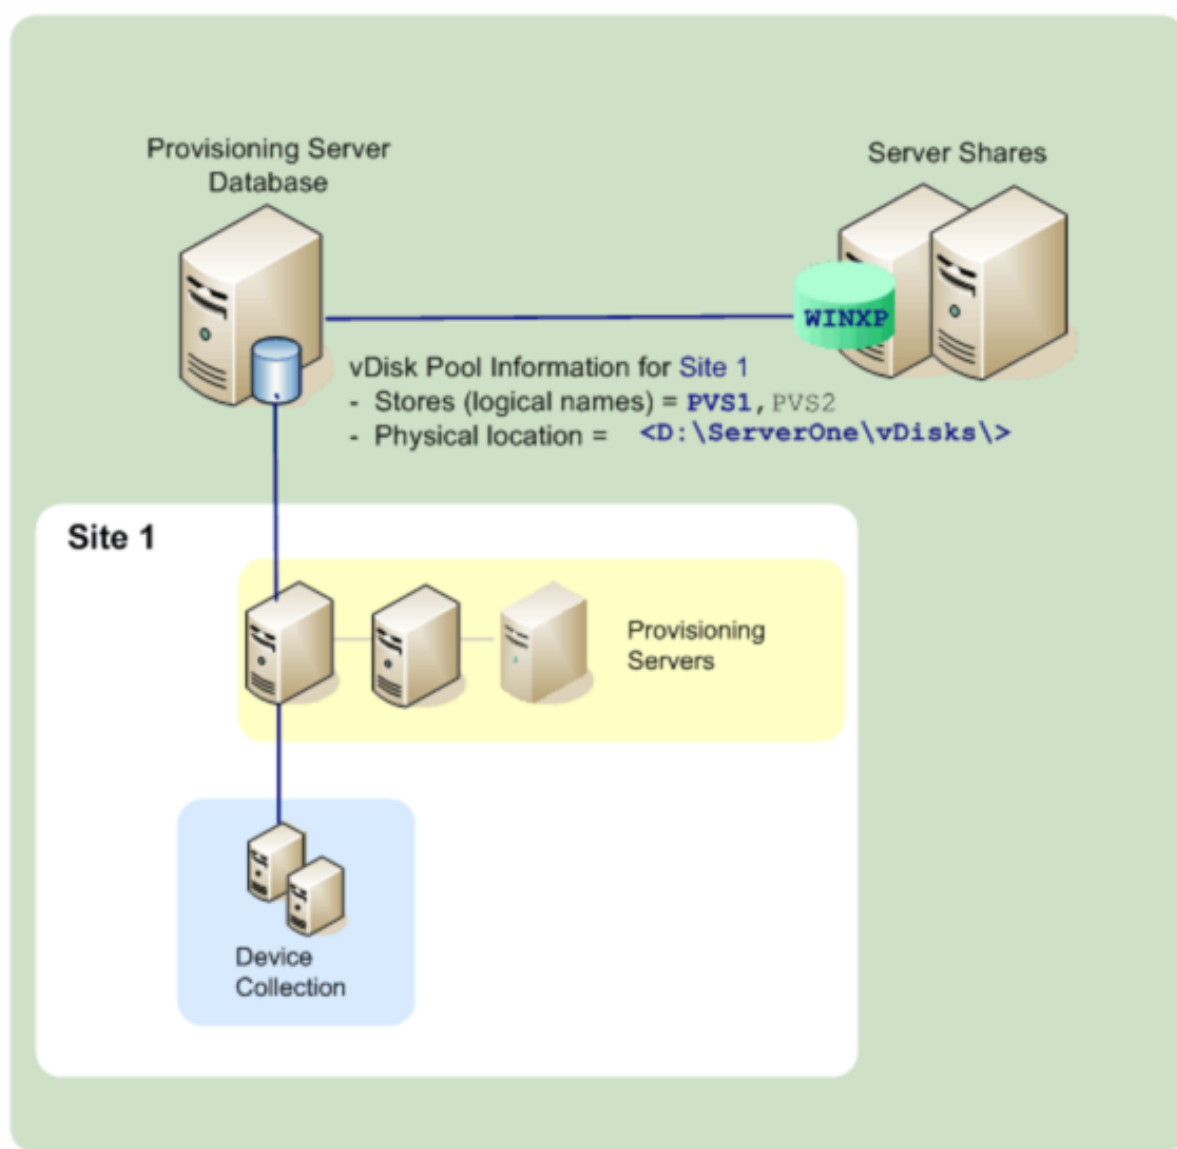 Provisioning Server
Database
Server Shares
WINXP
vDisk Pool Information for Site 1
- Stores (logical names) = PVS1, PVS2
- Physical location = <D:\ServerOne\vDisks\>
Site 1
Provisioning
Servers
Device
Collection